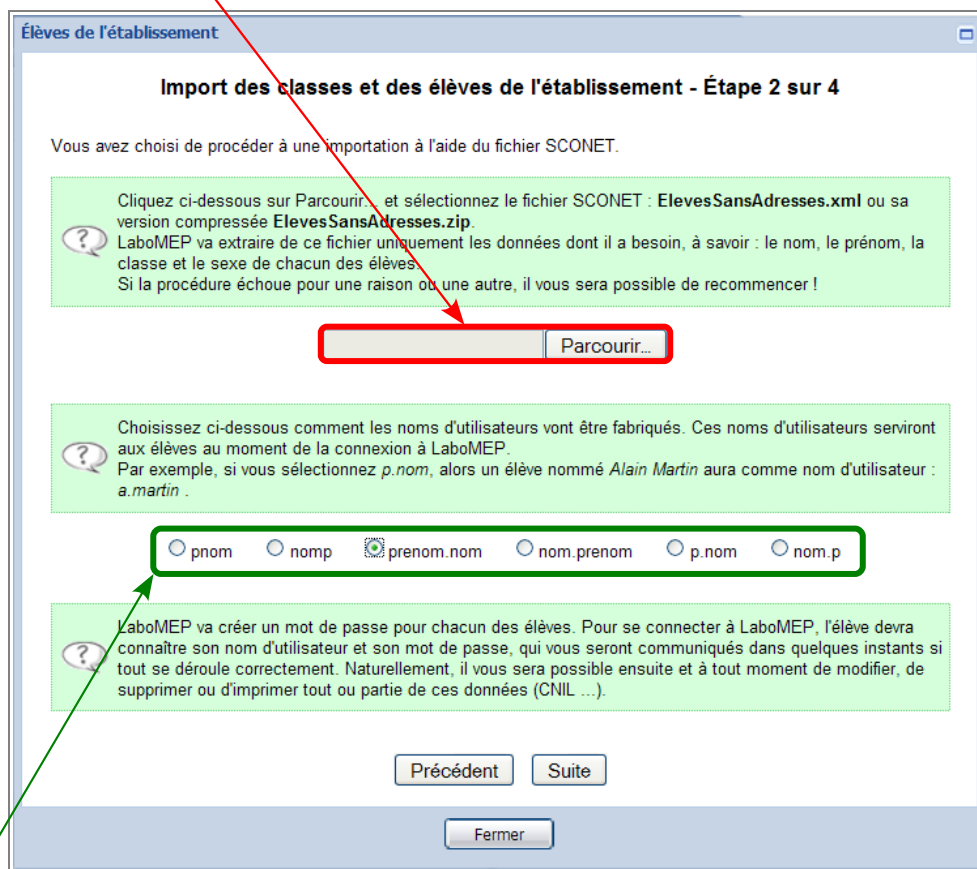 Élèves de l'établissement
Import des classes et des élèves de l'établissement - Étape 2 sur 4
Vous avez choisi de procéder à une importation à l'aide du fichier SCONET.
Cliquez ci-dessous sur Parcourir... et sélectionnez le fichier SCONET : ElevesSansAdresses.xml ou sa
version compressée ElevesSansAdresses.zip.
LaboMEP va extraire de ce fichier uniquement les données dont il a besoin, à savoir : le nom, le prénom, la
classe et le sexe de chacun des élèves.
Si la procédure échoue pour une raison ou une autre, il vous sera possible de recommencer !
Parcourir...
Choisissez ci-dessous comment les noms d'utilisateurs vont être fabriqués. Ces noms d'utilisateurs serviront
aux élèves au moment de la connexion à LaboMEP.
Par exemple, si vous sélectionnez p.nom, alors un élève nommé Alain Martin aura comme nom d'utilisateur :
a.martin .
pnom nomp prenom.nom nom.prenom p.nom nom.p
LaboMEP va créer un mot de passe pour chacun des élèves. Pour se connecter à LaboMEP, l'élève devra
connaître son nom d'utilisateur et son mot de passe, qui vous seront communiqués dans quelques instants si
tout se déroule correctement. Naturellement, il vous sera possible ensuite et à tout moment de modifier, de
supprimer ou d'imprimer tout ou partie de ces données (CNIL ...).
Précédent Suite
Fermer